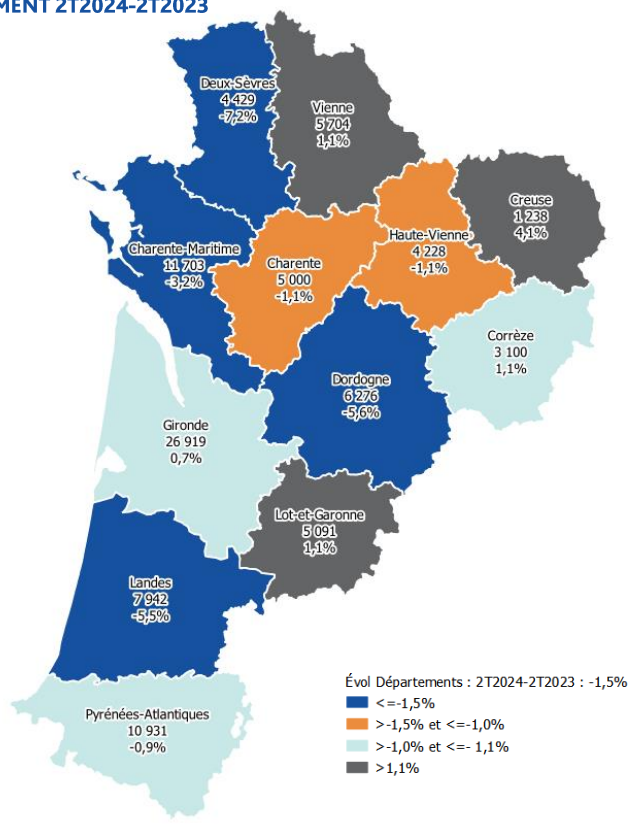 MENT 2T2024-2T2023
Deux-Sèvres
4 429
-7,2%
Vienne
5 704
1,1%
Creuse
1 238
4,1%
Charente-Maritime
11 703
-3,2%
Charente
5 000
-1,1%
Haute-Vienne
4 228
-1,1%
Corrèze
3 100
1,1%
Dordogne
6 276
-5,6%
Gironde
26 919
0,7%
Lot-et-Garonne
5 091
1,1%
Landes
7 942
-5,5%
Pyrénées-Atlantiques
10 931
-0,9%
Évol Départements : 2T2024-2T2023 : -1,5%
<=-1,5%
>-1,5% et <=-1,0%
>-1,0% et <=- 1,1%
>1,1%